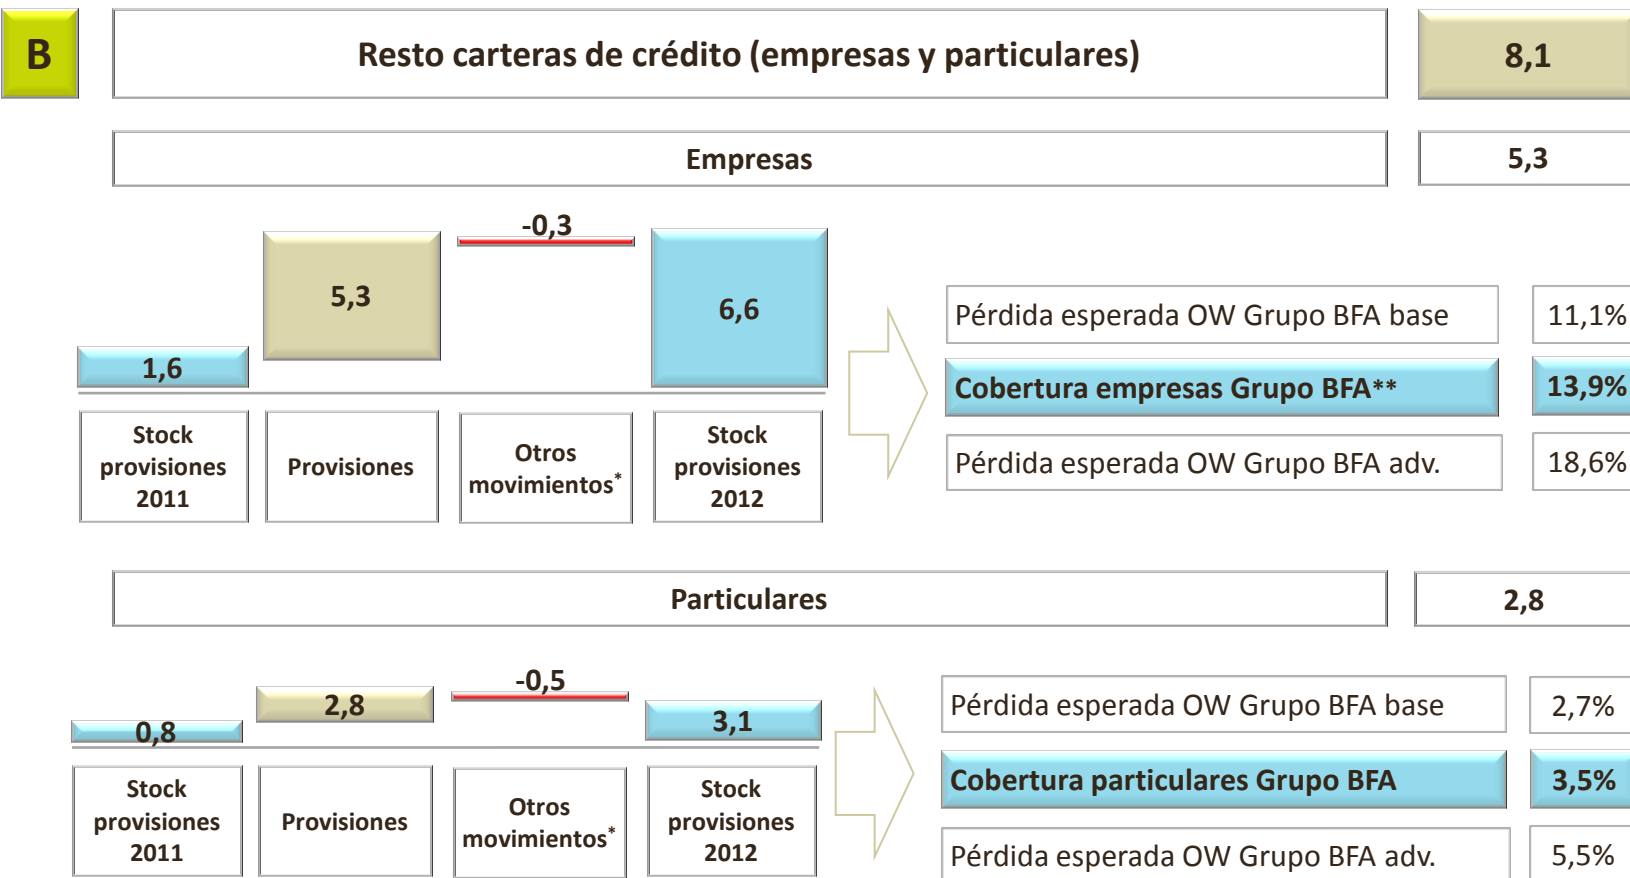 B
Resto carteras de crédito (empresas y particulares)
8,1
Empresas
5,3
-0,3
5,3
6,6
1,6
Stock
provisiones
2011
Provisiones
Otros
movimientos*
Stock
provisiones
2012
Pérdida esperada OW Grupo BFA base
11,1%
Cobertura empresas Grupo BFA**
13,9%
Pérdida esperada OW Grupo BFA adv.
18,6%
Particulares
2,8
-0,5
2,8
3,1
0,8
Stock
provisiones
2011
Provisiones
Otros
movimientos*
Stock
provisiones
2012
Pérdida esperada OW Grupo BFA base
2,7%
Cobertura particulares Grupo BFA
3,5%
Pérdida esperada OW Grupo BFA adv.
5,5%